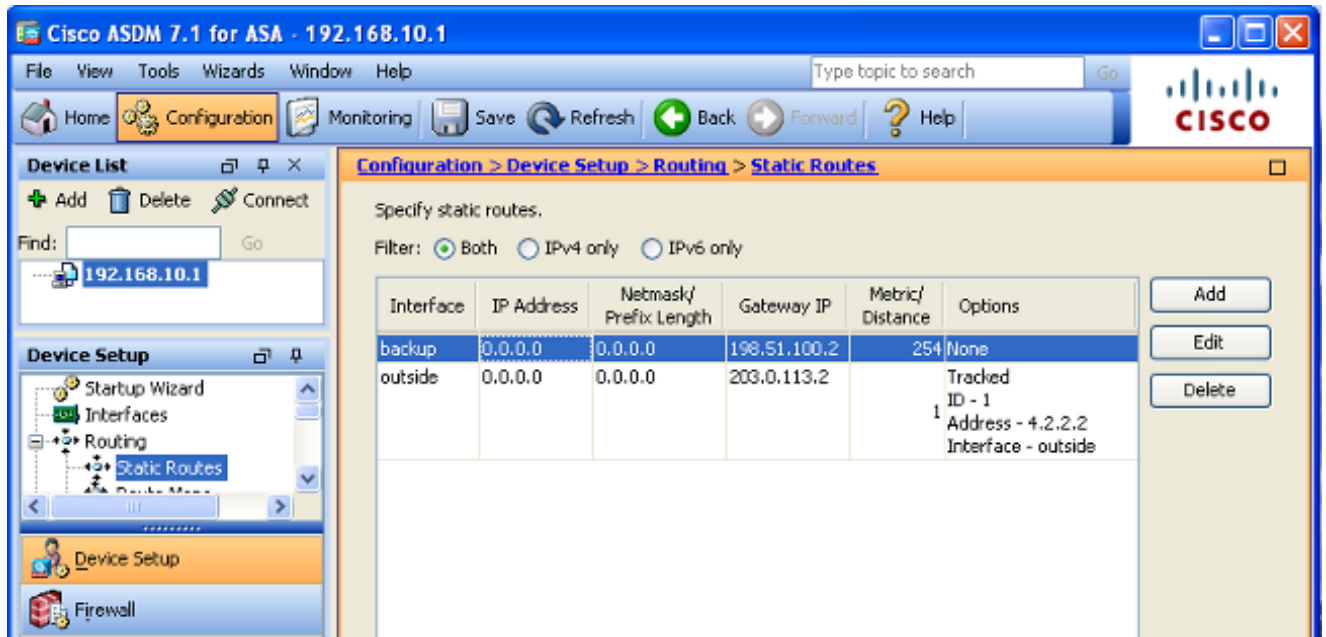 Cisco ASDM 7.1 for ASA - 192.168.10.1
File View Tools Wizards Window Help Type topic to search Go
CISCO
Home Configuration Monitoring Save Refresh Back Forward Help
Device List
Add Delete Connect
Find: Go
192.168.10.1
Device Setup
Startup Wizard
Interfaces
Routing
Static Routes
Device Setup
Firewall
Configuration > Device Setup > Routing > Static Routes
Specify static routes.
Filter: Both IPv4 only IPv6 only
Interface IP Address Netmask/ Prefix Length Gateway IP Metric/ Distance Options
backup 0.0.0.0 0.0.0.0 198.51.100.2 254 None
outside 0.0.0.0 0.0.0.0 203.0.113.2 1 Tracked
ID - 1
Address - 4.2.2.2
Interface - outside
Add
Edit
Delete